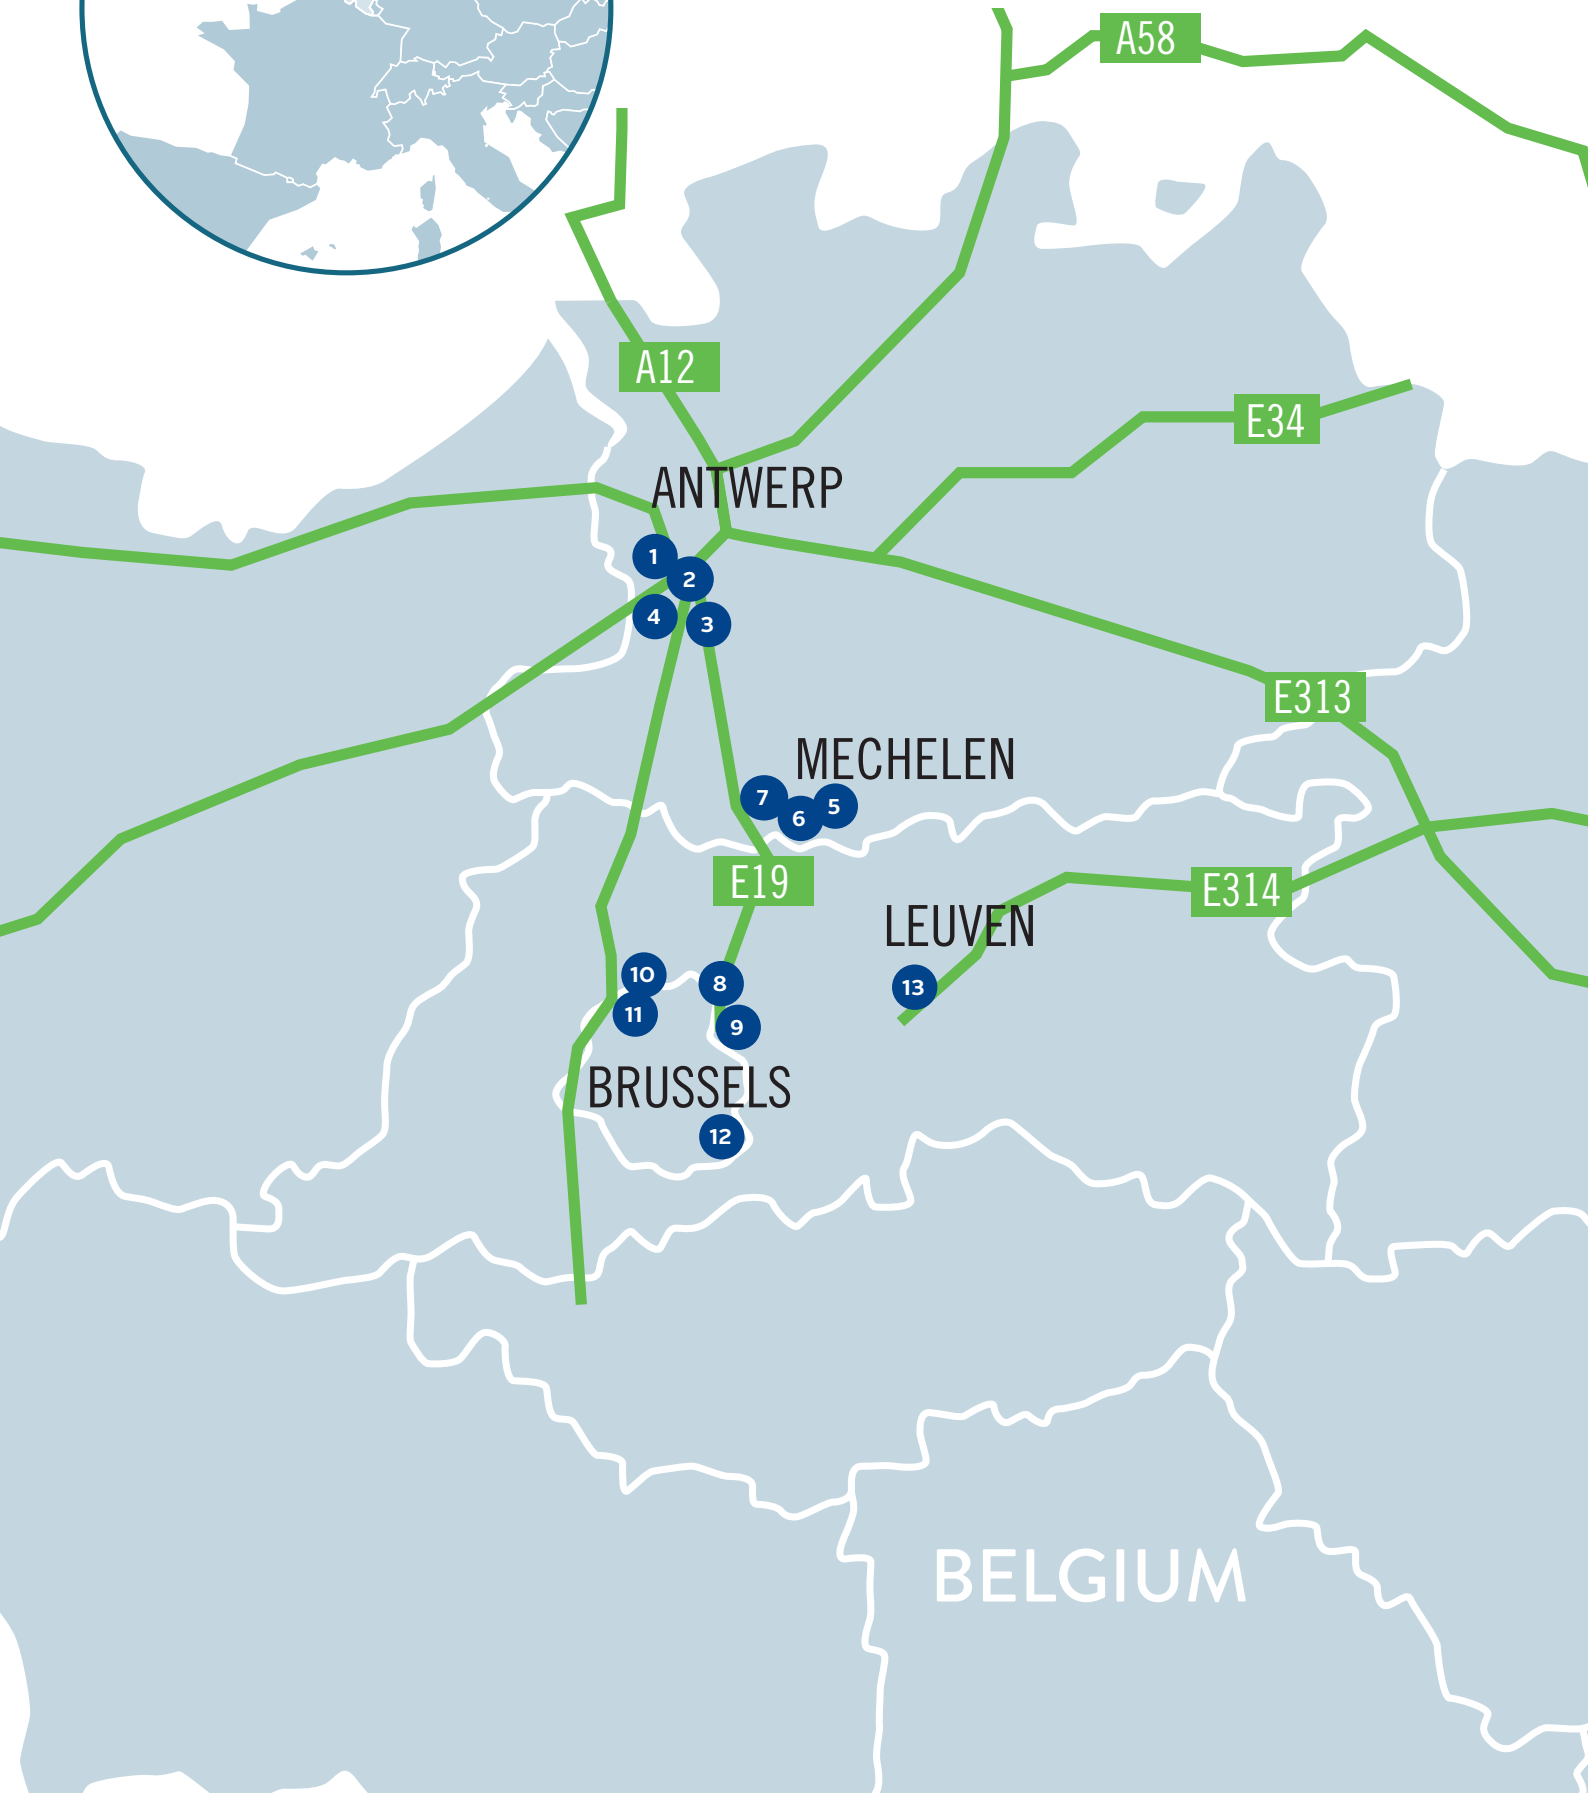 A58
A12
E34
ANTWERP
1
2
4
3
E313
MECHELEN
7
6
5
E19
E314
LEUVEN
10
8
13
11
9
BRUSSELS
12
BELGIUM